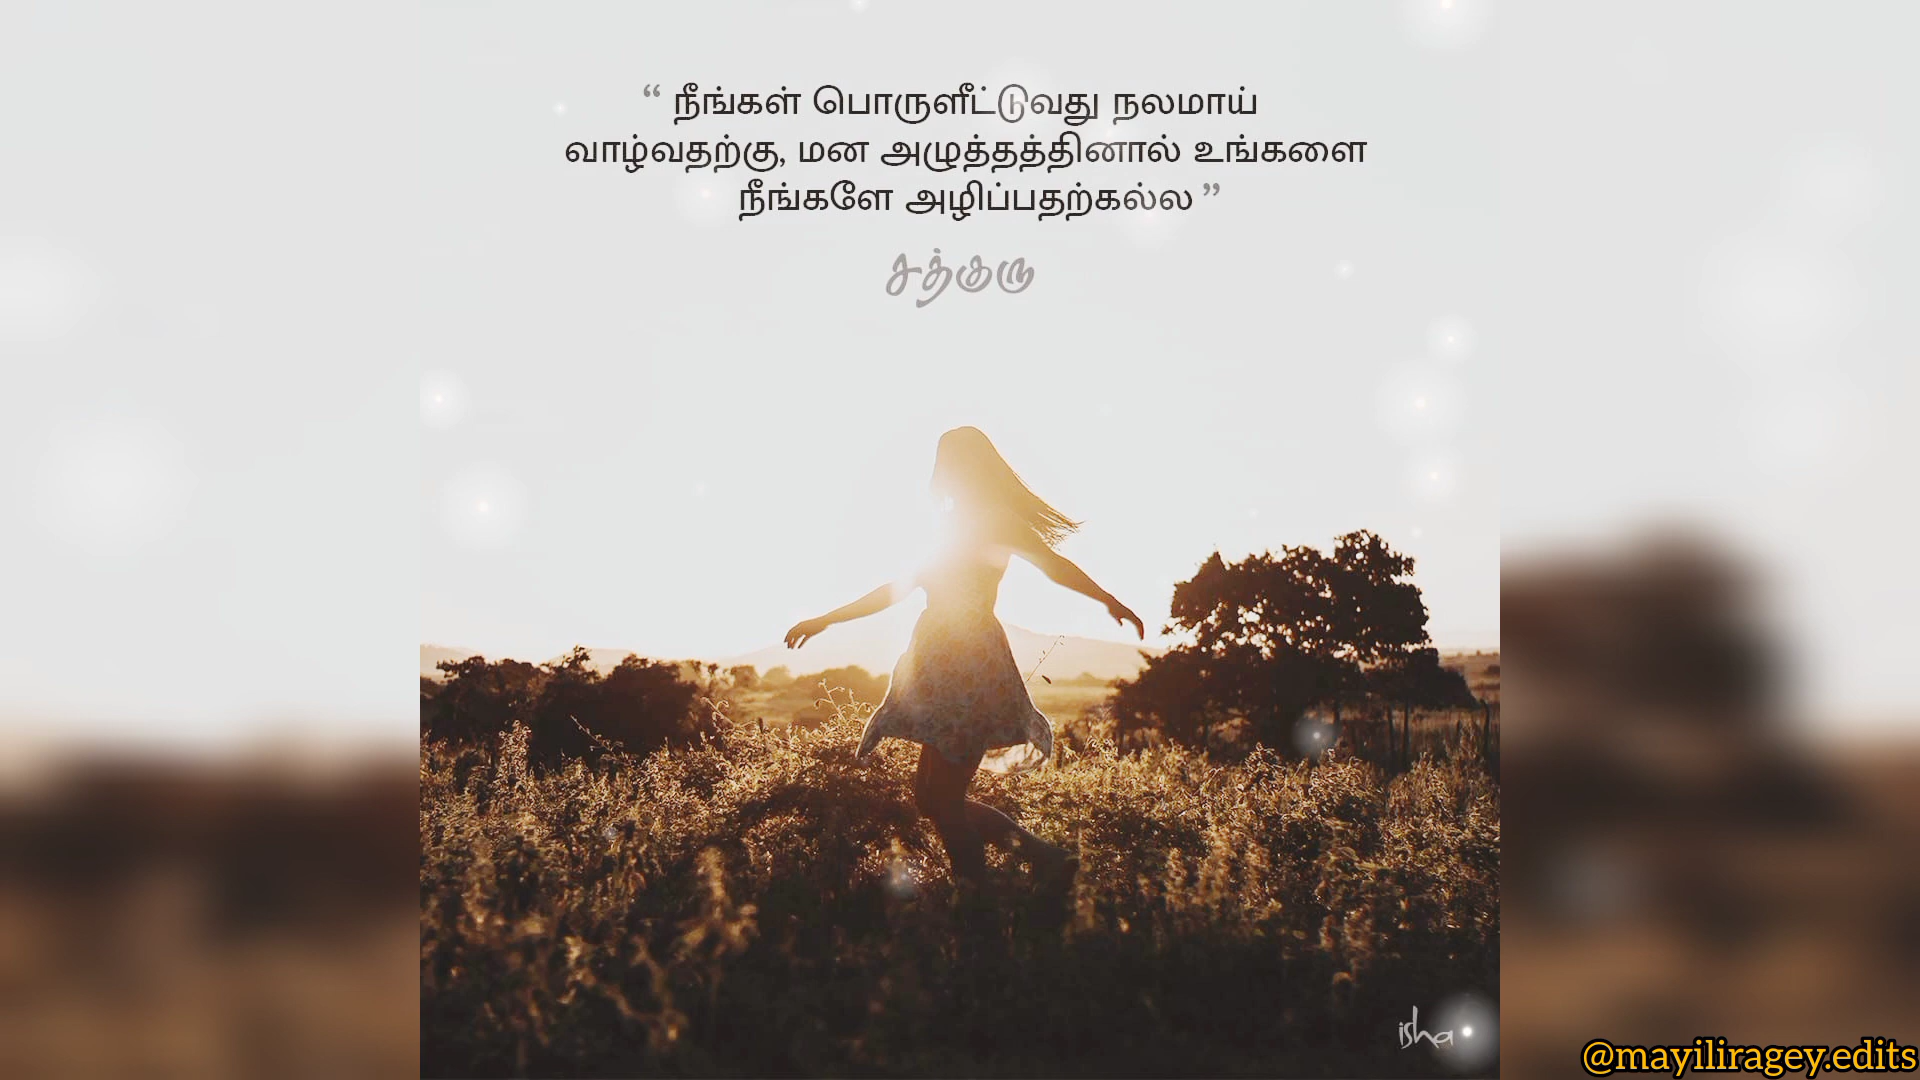 “ நீங்கள் பொருளீட்டுவது நலமாய்
வாழ்வதற்கு, மன அழுத்தத்தினால் உங்களை
நீங்களே அழிப்பதற்கல்ல ”
சத்குரு
isha
@mayiliragey.edits